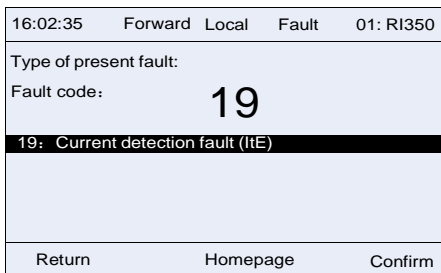 16:02:35 Forward Local Fault 01: RI350
Type of present fault:
Fault code： 19
19：Current detection fault (ItE)
Return Homepage Confirm